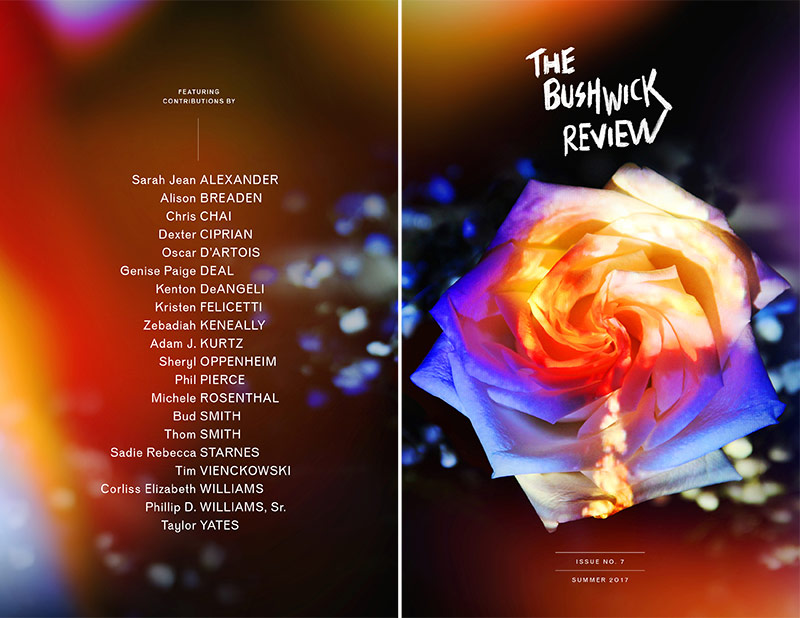 FEATURING
CONTRIBUTIONS BY
Sarah Jean ALEXANDER
Alison BREADEN
Chris CHAI
Dexter CIPRIAN
Oscar D'ARTOIS
Genise Paige DEAL
Kenton DeANGELI
Kristen FELICETTI
Zebadiah KENEALLY
Adam J. KURTZ
Sheryl OPPENHEIM
Phil PIERCE
Michele ROSENTHAL
Bud SMITH
Thom SMITH
Sadie Rebecca STARNES
Tim VIENCKOWSKI
Corliss Elizabeth WILLIAMS
Phillip D. WILLIAMS, Sr.
Taylor YATES
THE
BUSHWICK
REVIEW
ISSUE NO. 7
SUMMER 2017